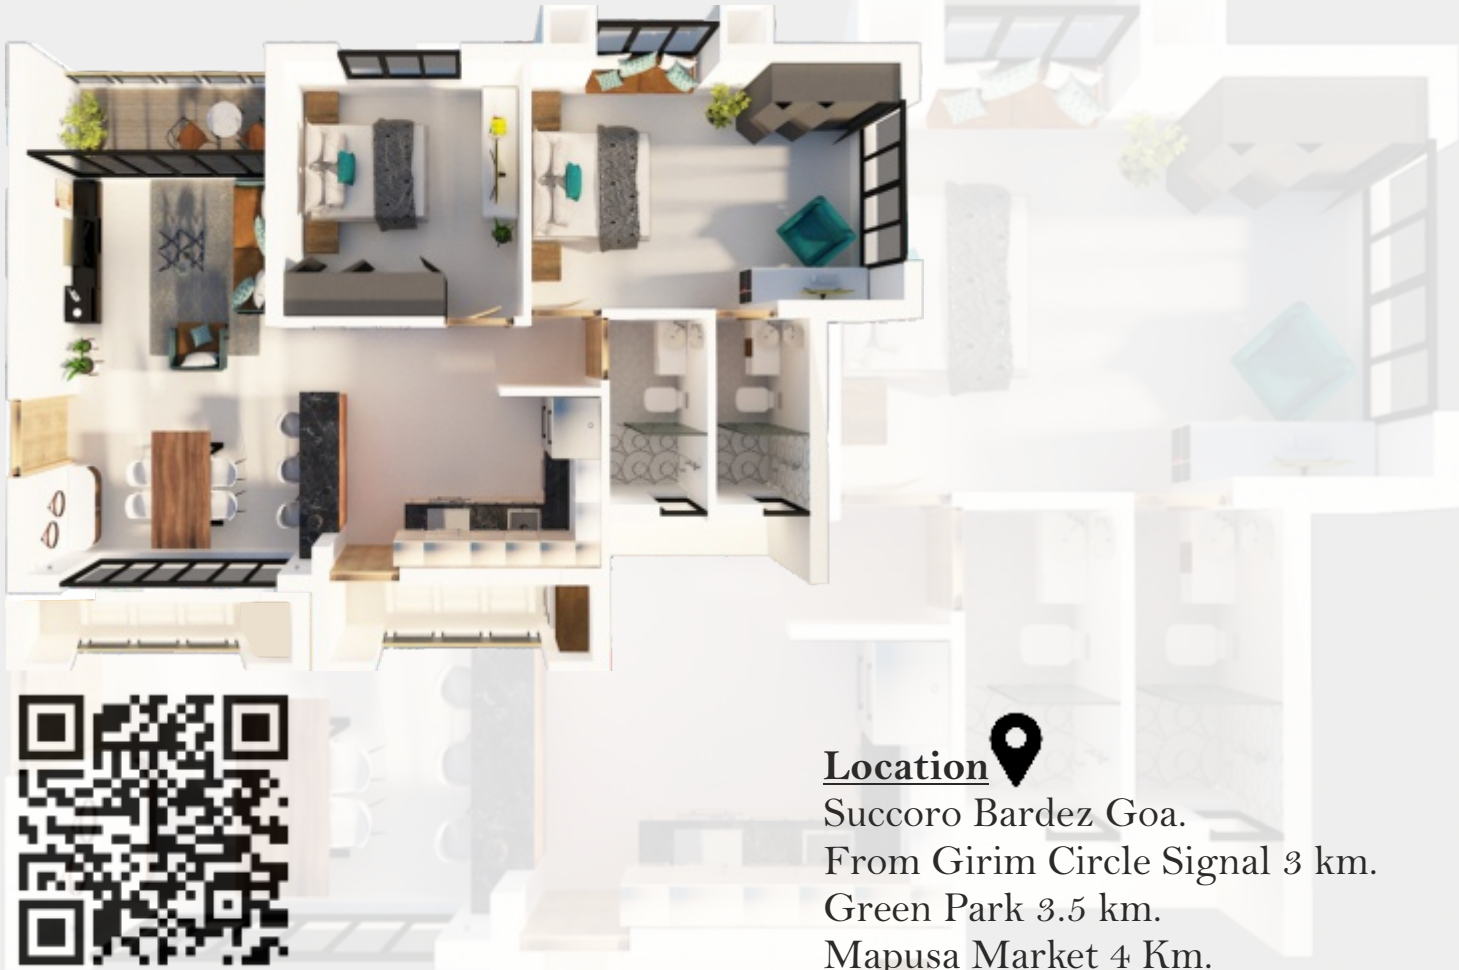 Location
Succoro Bardez Goa.
From Girim Circle Signal 3 km.
Green Park 3.5 km.
Mapusa Market 4 Km.